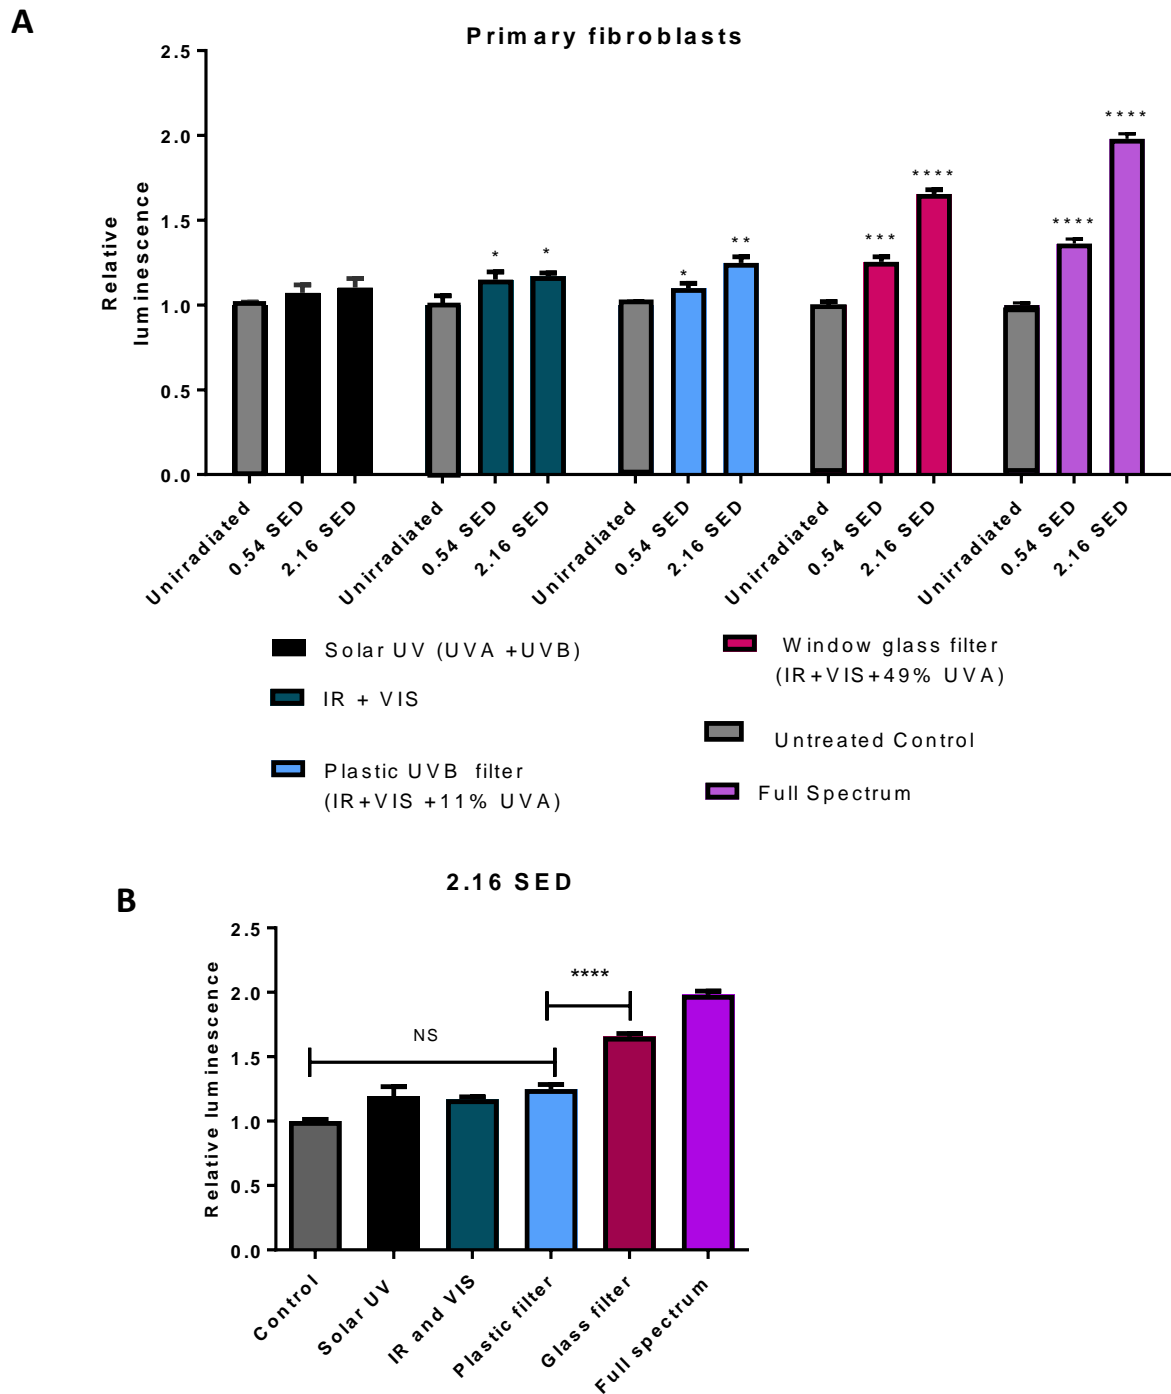 A
Primary fibroblasts
2.5
2.0
1.5
1.0
0.5
0.0
Relative
luminescence
*
*
*
**
***
****
****
****
Unirradiated
0.54 SED
2.16 SED
Unirradiated
0.54 SED
2.16 SED
Unirradiated
0.54 SED
2.16 SED
Unirradiated
0.54 SED
2.16 SED
Unirradiated
0.54 SED
2.16 SED
Solar UV (UVA +UVB)
IR + VIS
Plastic UVB filter
(IR+VIS +11% UVA)
Window glass filter
(IR+VIS+49% UVA)
Untreated Control
Full Spectrum
B
2.16 SED
2.5
2.0
1.5
1.0
0.5
0.0
Relative luminescence
NS
****
Control
Solar UV
IR and VIS
Plastic filter
Glass filter
Full spectrum